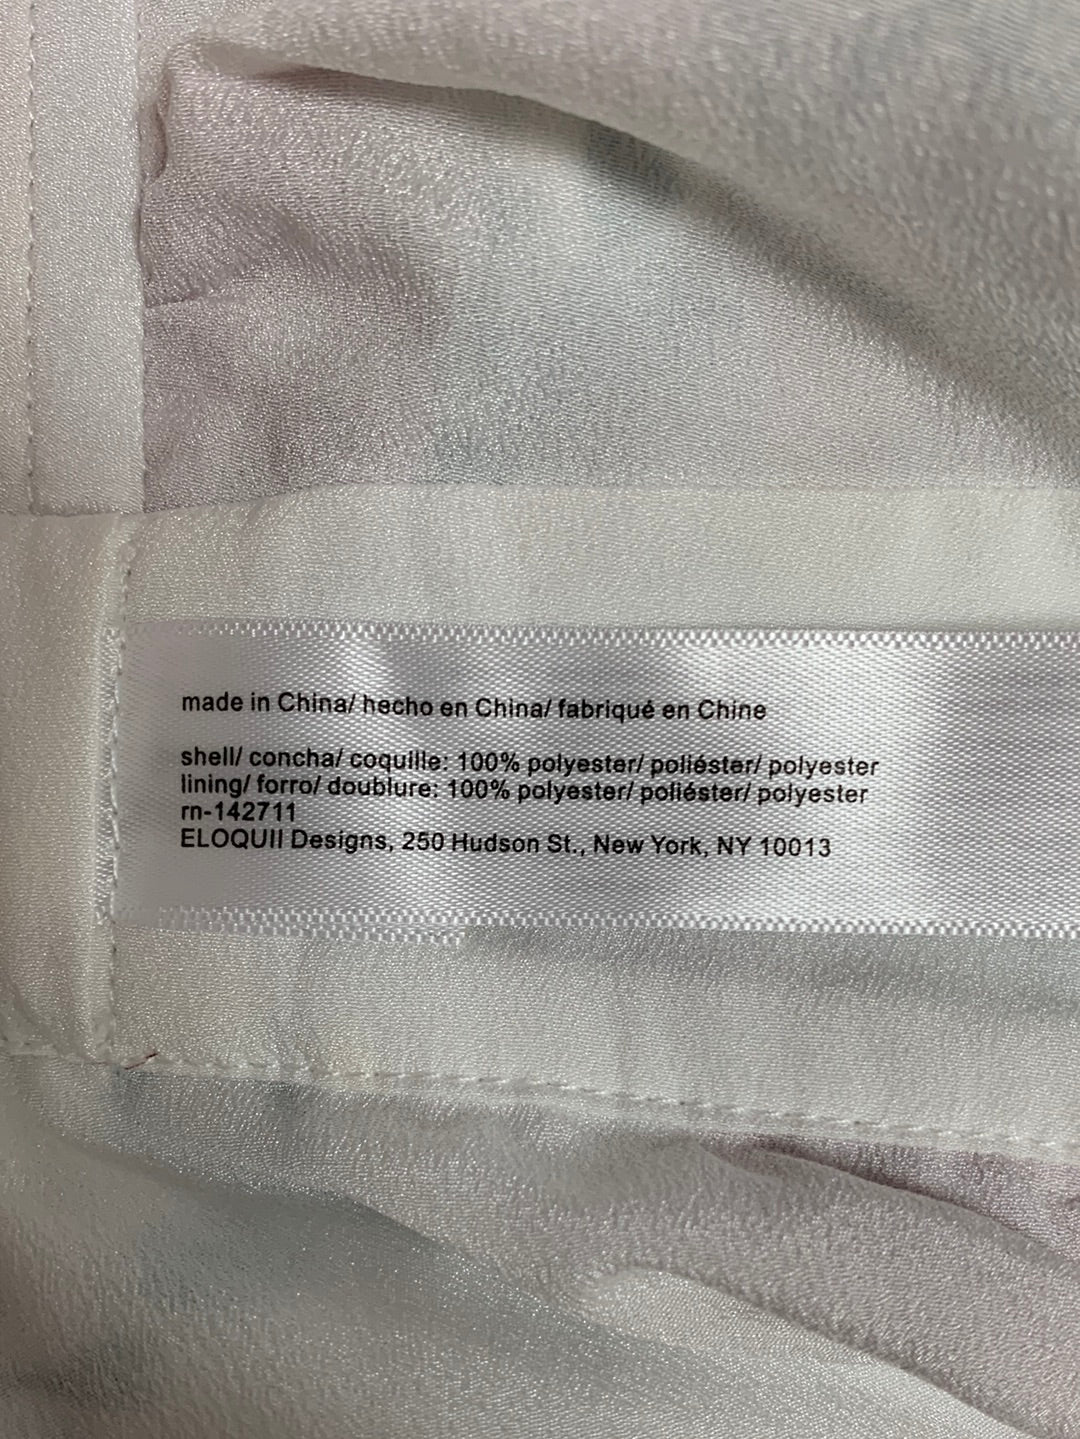 made in China/ hecho en China/ fabriqué en Chine
shell/ concha/ coquille: 100% polyester/ poliéster/ polyester
lining/ forro/ doublure: 100% polyester/ poliéster/ polyester
rn-142711
ELOQUII Designs, 250 Hudson St., New York, NY 10013